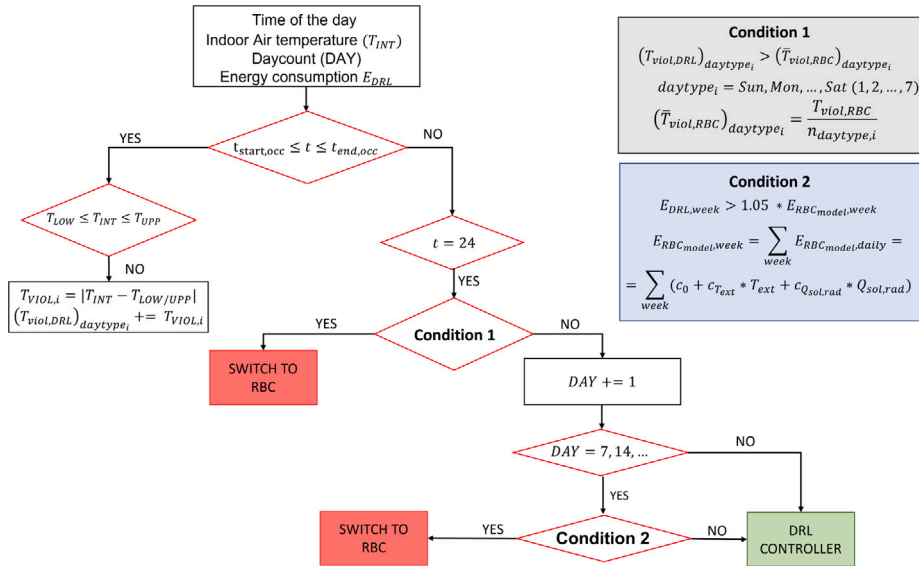 Time of the day
Indoor Air temperature (T_INT)
Daycount (DAY)
Energy consumption E_DRL
Condition 1
(T_viol,DRL)_daytype_i > (T̄_viol,RBC)_daytype_i
daytype_i = Sun, Mon, ..., Sat (1, 2, ..., 7)
(T̄_viol,RBC)_daytype_i = T_viol,RBC / n_daytype,i
YES
NO
t_start,occ ≤ t ≤ t_end,occ
Condition 2
E_DRL,week > 1.05 * E_RBC_model,week
E_RBC_model,week = ∑_week E_RBC_model,daily =
= ∑_week (c_0 + c_T_ext * T_ext + c_Q_sol,rad * Q_sol,rad)
T_LOW ≤ T_INT ≤ T_UPP
t = 24
NO
YES
T_VIOL,i = |T_INT − T_LOW/UPP|
(T_viol,DRL)_daytype_i += T_VIOL,i
YES
Condition 1
NO
SWITCH TO
RBC
DAY += 1
DAY = 7, 14, ...
NO
YES
SWITCH TO
RBC
YES
Condition 2
NO
DRL
CONTROLLER